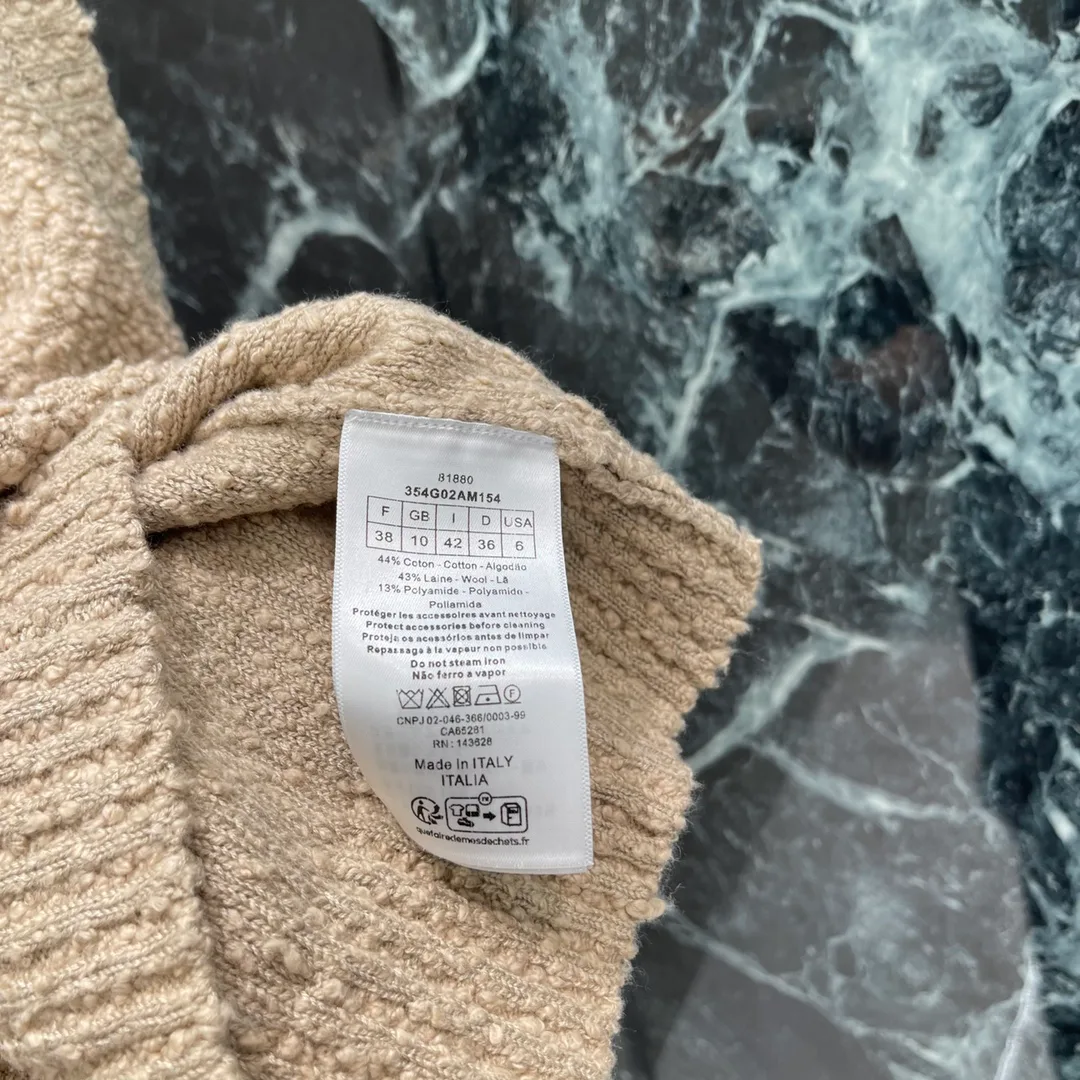 81880
354G02AM154
F GB I D USA
38 10 42 36 6
44% Coton - Cotton - Algodão
43% Laine - Wool - Lã
13% Polyamide - Polyamide -
Poliamida
Protéger les accessoires avant nettoyage
Protect accessories before cleaning
Proteja os acessórios antes de limpar
Repassage à la vapeur non possible
Do not steam iron
Não ferro a vapor
F
CNPJ 02-046-366/0003-99
CA65281
RN: 143628
Made in ITALY
ITALIA
FR
quefairedemesdechets.fr